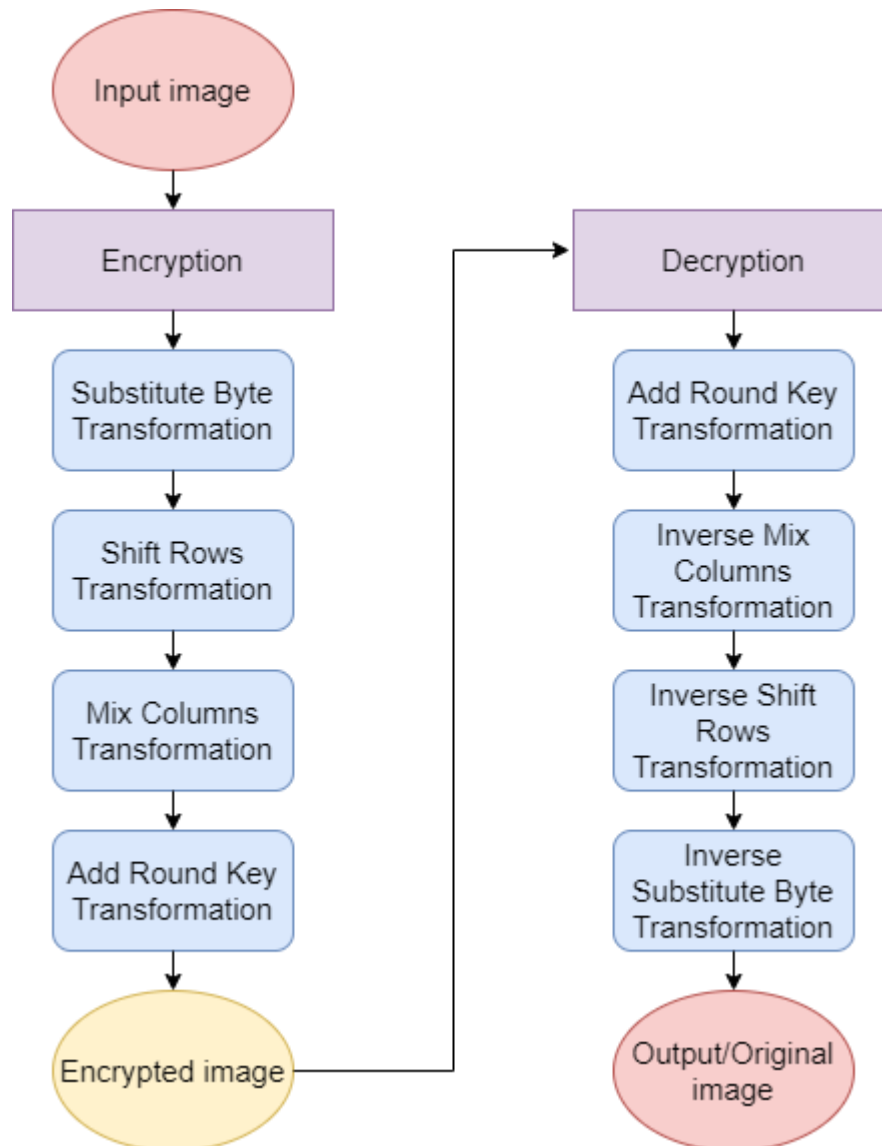 Input image
Encryption
Substitute Byte
Transformation
Shift Rows
Transformation
Mix Columns
Transformation
Add Round Key
Transformation
Encrypted image
Decryption
Add Round Key
Transformation
Inverse Mix
Columns
Transformation
Inverse Shift
Rows
Transformation
Inverse
Substitute Byte
Transformation
Output/Original
image